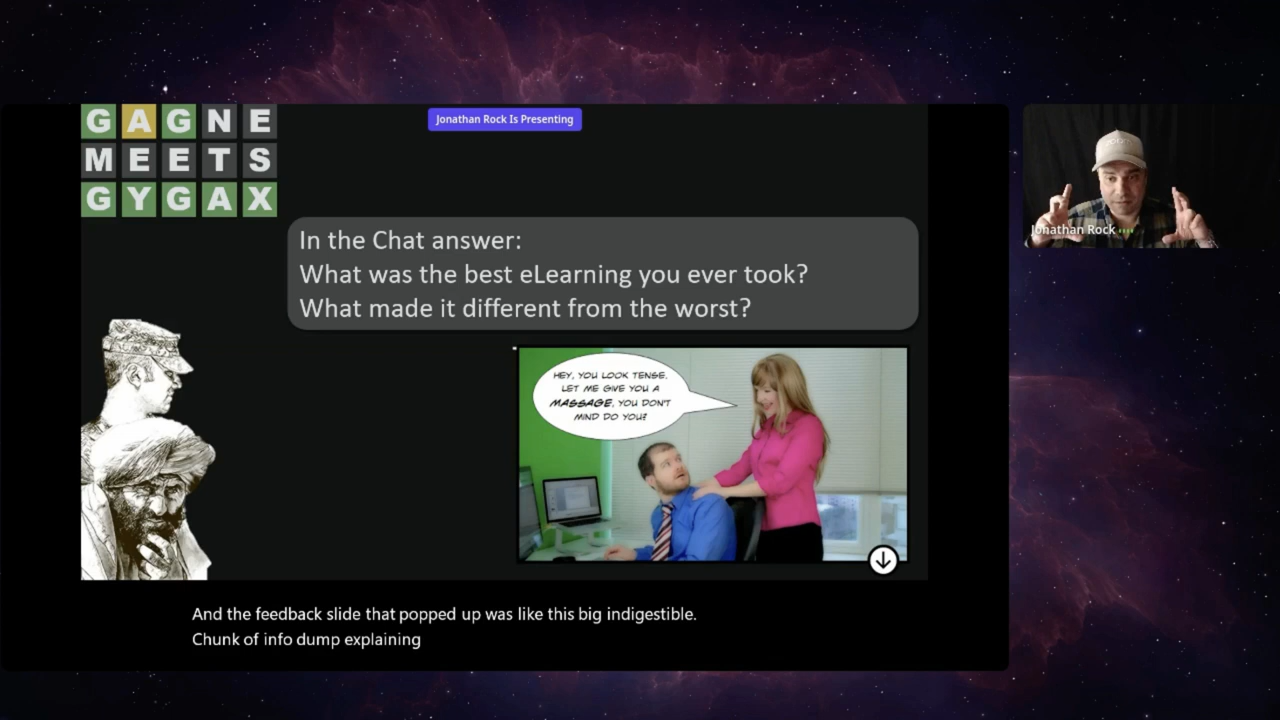 GAGNE
MEETS
GYGAX
Jonathan Rock Is Presenting
In the Chat answer:
What was the best eLearning you ever took?
What made it different from the worst?
HEY, YOU LOOK TENSE.
LET ME GIVE YOU A
MASSAGE, YOU DON'T
MIND DO YOU?
Jonathan Rock
And the feedback slide that popped up was like this big indigestible.
Chunk of info dump explaining